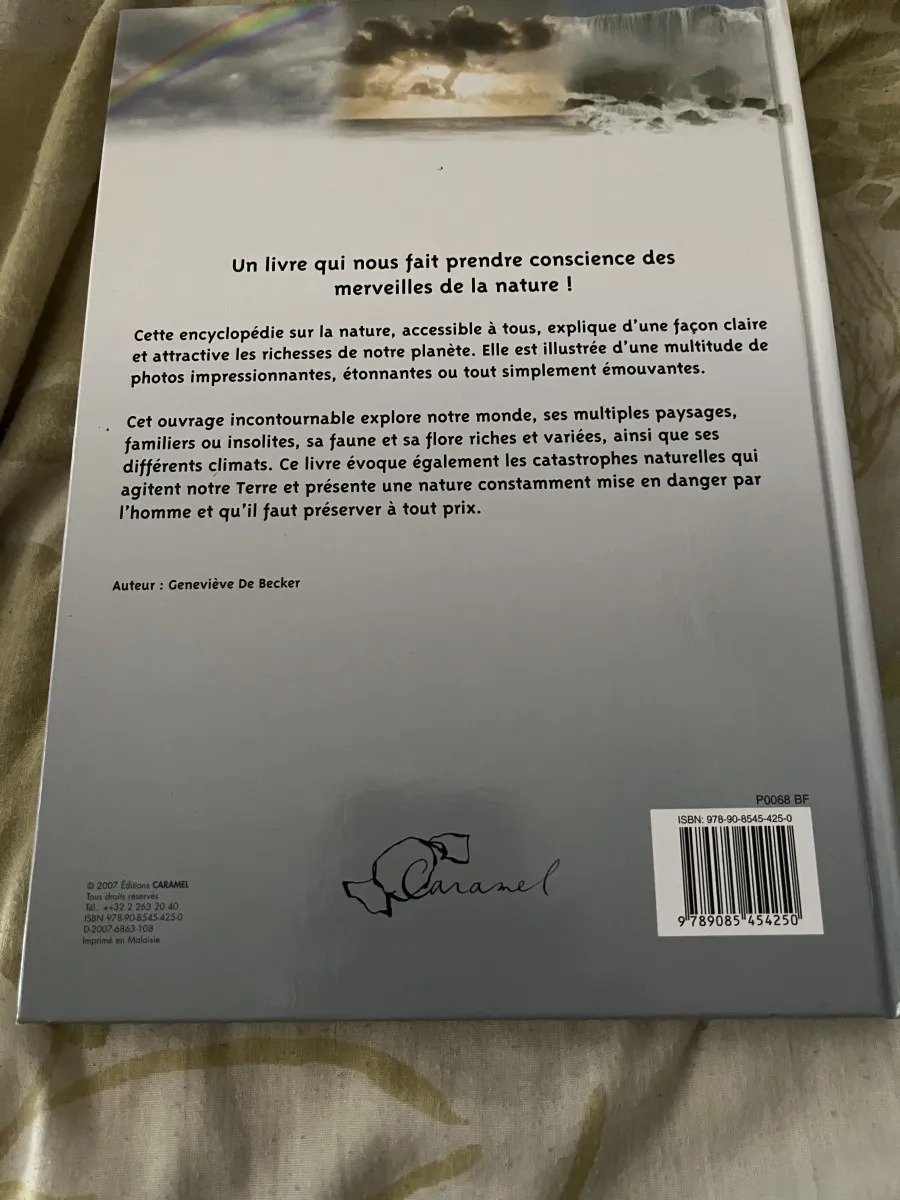 Un livre qui nous fait prendre conscience des
merveilles de la nature !
Cette encyclopédie sur la nature, accessible à tous, explique d'une façon claire
et attractive les richesses de notre planète. Elle est illustrée d'une multitude de
photos impressionnantes, étonnantes ou tout simplement émouvantes.
Cet ouvrage incontournable explore notre monde, ses multiples paysages,
familiers ou insolites, sa faune et sa flore riches et variées, ainsi que ses
différents climats. Ce livre évoque également les catastrophes naturelles qui
agitent notre Terre et présente une nature constamment mise en danger par
l'homme et qu'il faut préserver à tout prix.
Auteur : Geneviève De Becker
P0068 BF
ISBN: 978-90-8545-425-0
9 789085 454250
Caramel
© 2007 Éditions CARAMEL
Tous droits réservés
Tél.: ++32 2 263 20 40
ISBN 978-90-8545-425-0
D-2007-6863-108
Imprimé en Malaisie